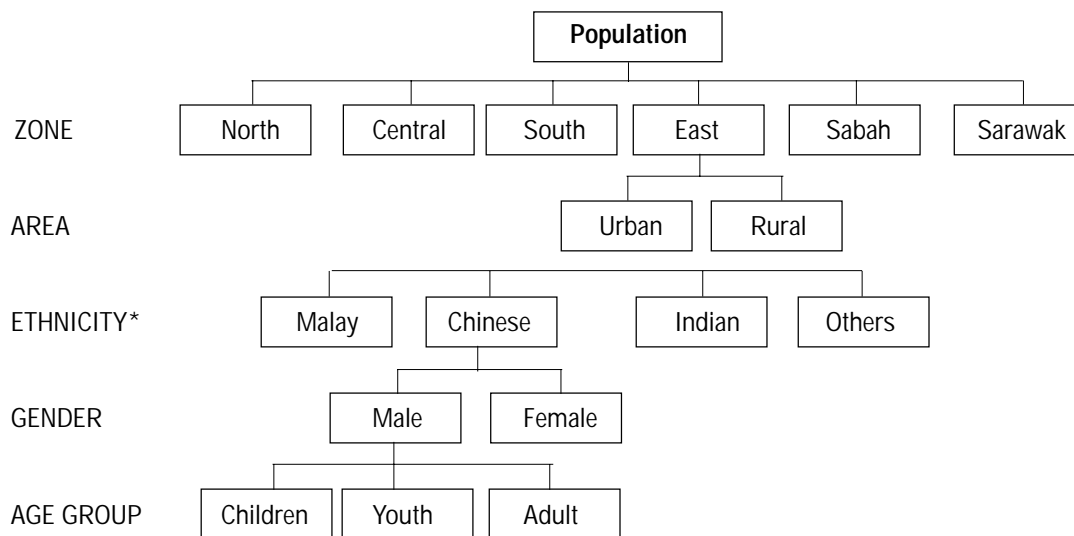 Population
ZONE North Central South East Sabah Sarawak
AREA Urban Rural
ETHNICITY* Malay Chinese Indian Others
GENDER Male Female
AGE GROUP Children Youth Adult